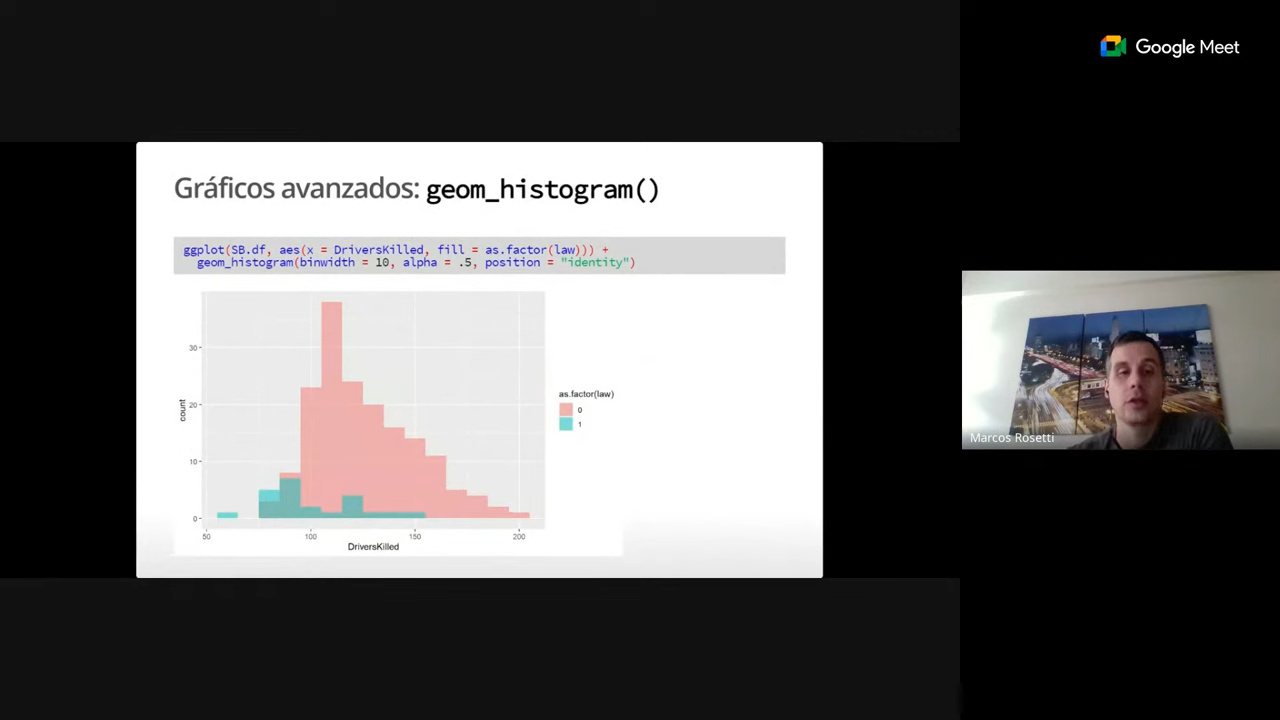 Google Meet
Gráficos avanzados: geom_histogram()
ggplot(SB.df, aes(x = DriversKilled, fill = as.factor(law))) +
geom_histogram(binwidth = 10, alpha = .5, position = "identity")
30
20
10
0
count
50 100 150 200
DriversKilled
as.factor(law)
0
1
Marcos Rosetti